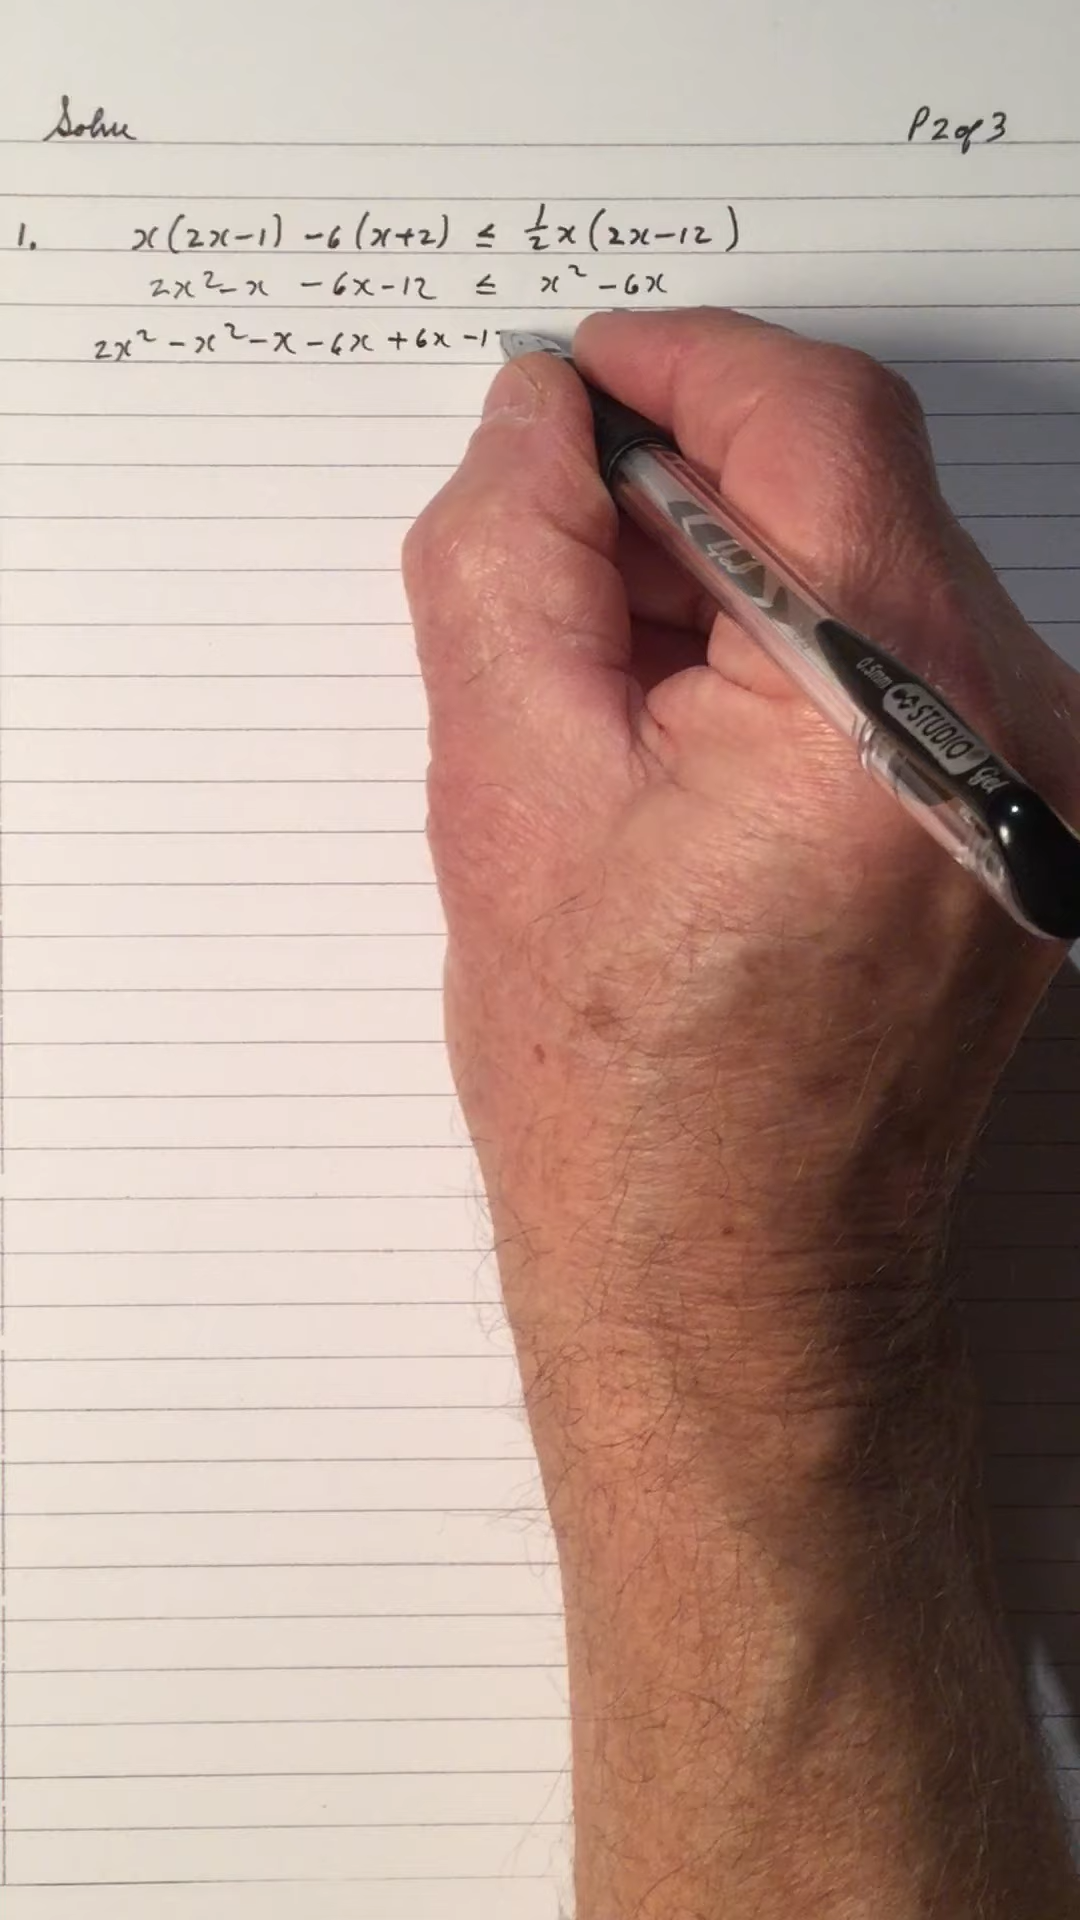 Solve
P 2 of 3
1. x(2x-1) -6(x+2) ≤ ½x(2x-12)
2x² - x - 6x - 12 ≤ x² - 6x
2x² - x² - x - 6x + 6x - 1
0.5mm STUDIO Gel